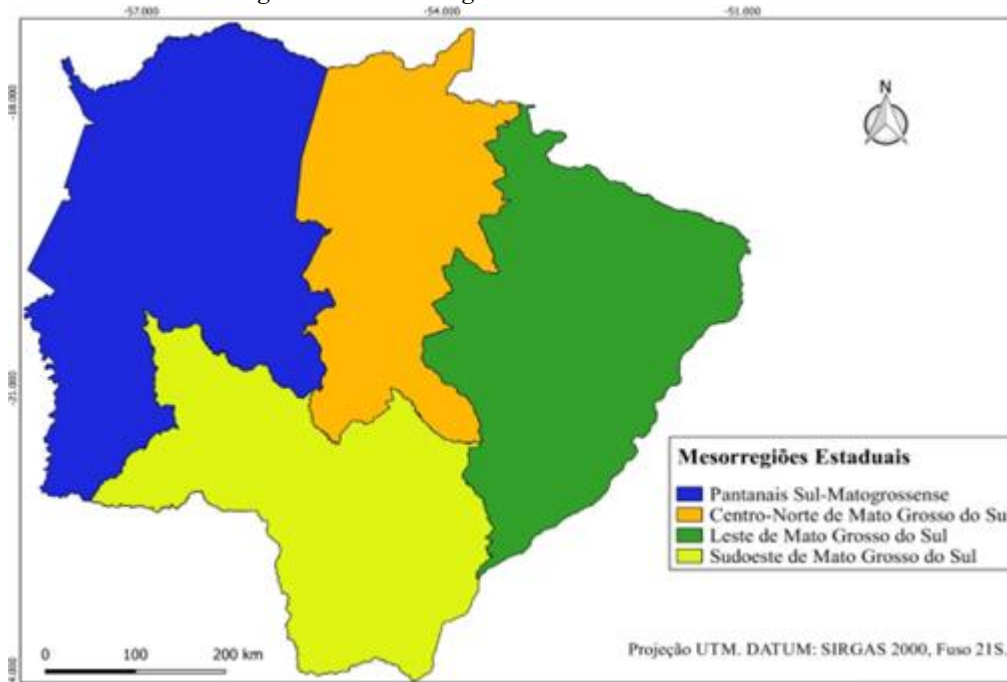 -57.000 -54.000 -51.000
-18.000
N
-21.000
Mesorregiões Estaduais
Pantanais Sul-Matogrossense
Centro-Norte de Mato Grosso do Su
Leste de Mato Grosso do Sul
Sudoeste de Mato Grosso do Sul
0 100 200 km
Projeção UTM. DATUM: SIRGAS 2000, Fuso 21S.